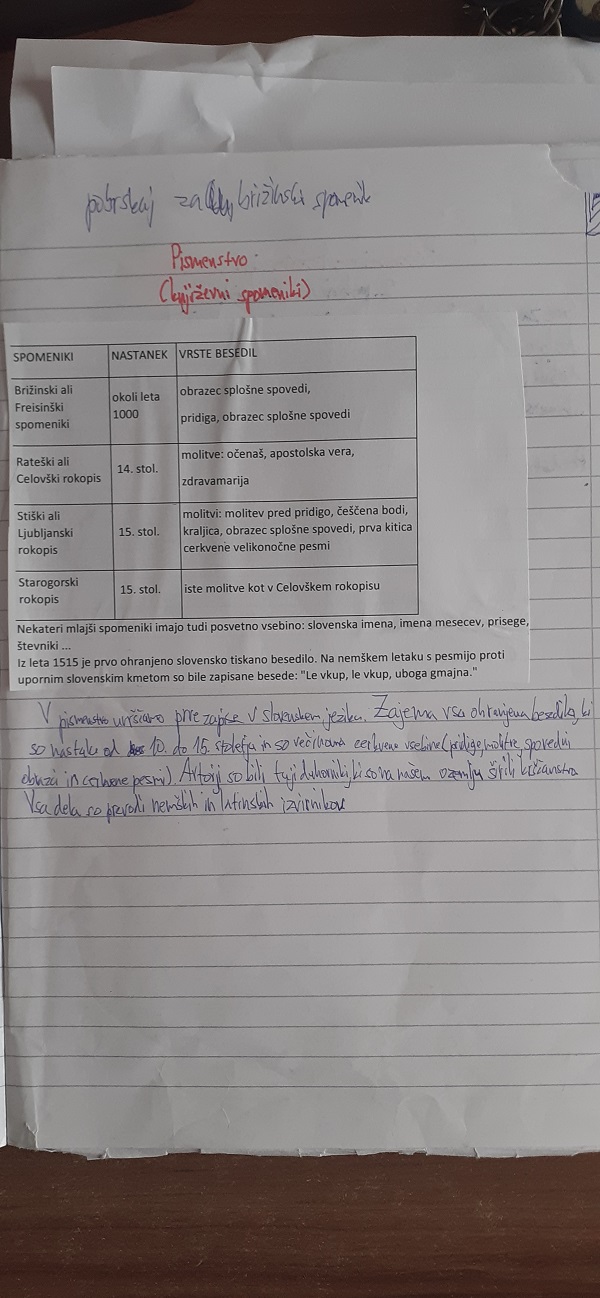 pobrskaj za brižinski spomenik
Pismenstvo
(književni spomeniki)
SPOMENIKI NASTANEK VRSTE BESEDIL
Brižinski ali Freisinški spomeniki okoli leta 1000 obrazec splošne spovedi,
pridiga, obrazec splošne spovedi
Rateški ali Celovški rokopis 14. stol. molitve: očenaš, apostolska vera,
zdravamarija
Stiški ali Ljubljanski rokopis 15. stol. molitvi: molitev pred pridigo, češčena bodi,
kraljica, obrazec splošne spovedi, prva kitica
cerkvene velikonočne pesmi
Starogorski rokopis 15. stol. iste molitve kot v Celovškem rokopisu
Nekateri mlajši spomeniki imajo tudi posvetno vsebino: slovenska imena, imena mesecev, prisege,
števniki ...
Iz leta 1515 je prvo ohranjeno slovensko tiskano besedilo. Na nemškem letaku s pesmijo proti
upornim slovenskim kmetom so bile zapisane besede: "Le vkup, le vkup, uboga gmajna."
V pismenstvo uvrščamo prve zapise v slovenskem jeziku. Zajema vsa ohranjena besedila, ki
so nastala od 10. do 15. stoletja in so večinoma cerkvene vsebine (pridige, molitve, spovedni
obrazci in cerkvene pesmi). Avtorji so bili tuji duhovniki, ki so na našem ozemlju širili krščanstvo.
Vsa dela so prevodi nemških in latinskih izvirnikov